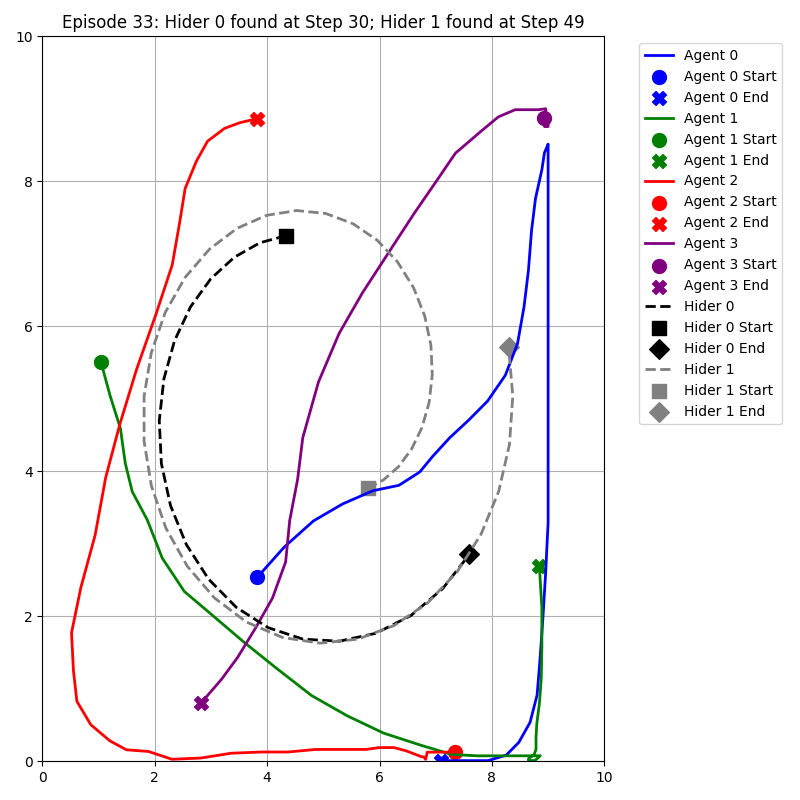 Episode 33: Hider 0 found at Step 30; Hider 1 found at Step 49
10
8
6
4
2
0
0
2
4
6
8
10
Agent 0
Agent 0 Start
Agent 0 End
Agent 1
Agent 1 Start
Agent 1 End
Agent 2
Agent 2 Start
Agent 2 End
Agent 3
Agent 3 Start
Agent 3 End
Hider 0
Hider 0 Start
Hider 0 End
Hider 1
Hider 1 Start
Hider 1 End